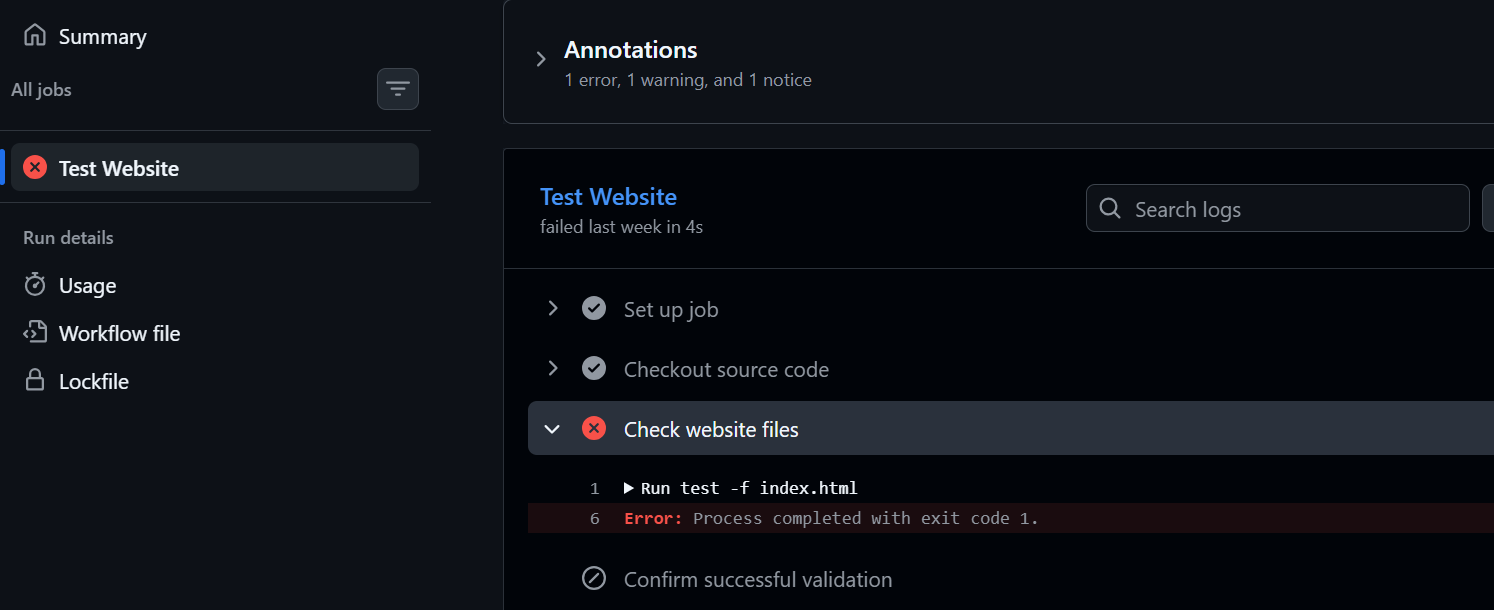 Summary
All jobs
Test Website
Run details
Usage
Workflow file
Lockfile
Annotations
1 error, 1 warning, and 1 notice
Test Website
failed last week in 4s
Search logs
Set up job
Checkout source code
Check website files
1 Run test -f index.html
6 Error: Process completed with exit code 1.
Confirm successful validation